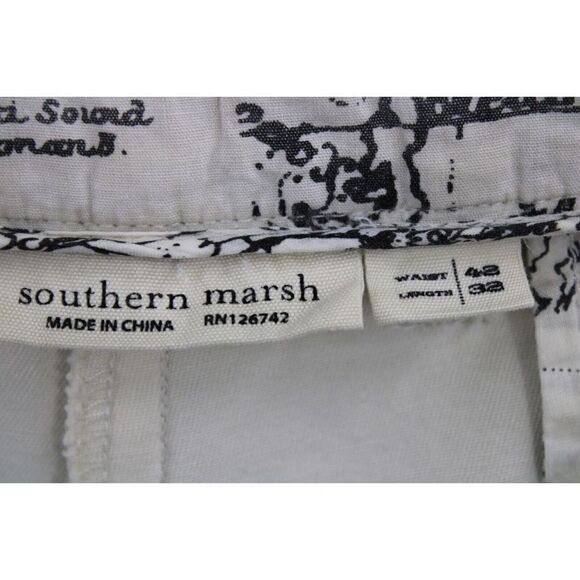 Sound
southern marsh
MADE IN CHINA RN126742
WAIST 42
LENGTH 32